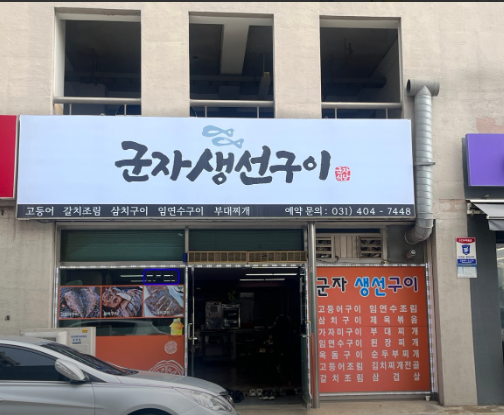 군자생선구이
고등어 갈치조림 삼치구이 임연수구이 부대찌개 예약 문의 : 031) 404 - 7448
군자 생선구이
고등어구이 임연수조림
삼치구이 제육볶음
가자미구이 부대찌개
임연수구이 된장찌개
옥돔구이 순두부찌개
고등어조림 김치찌개전골
갈치조림 삼겹살